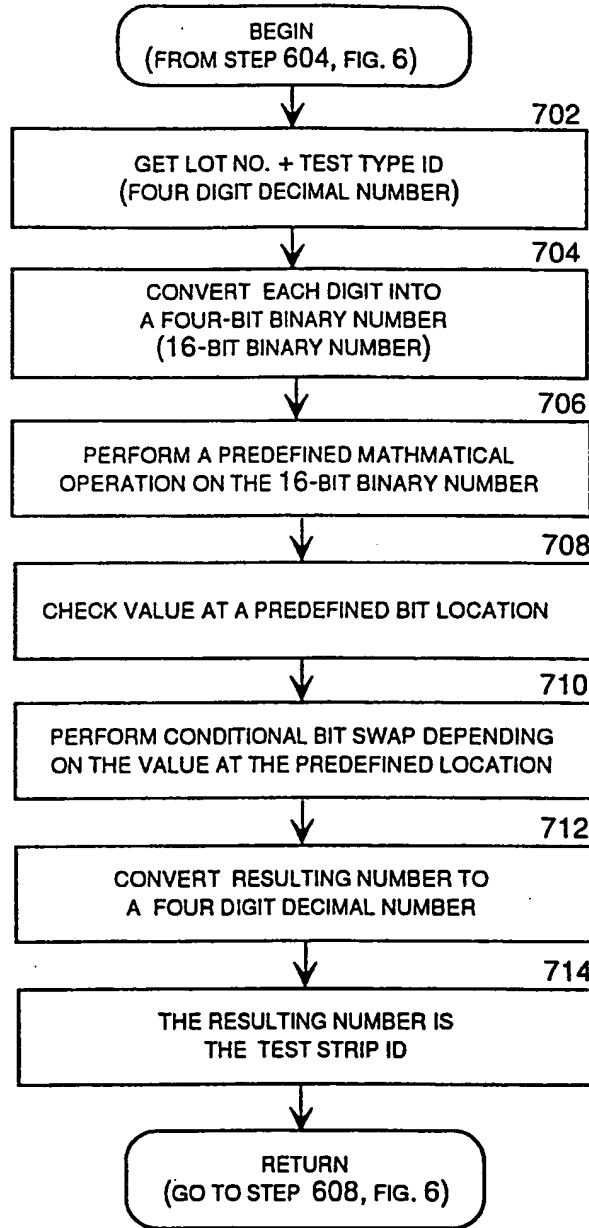 BEGIN
(FROM STEP 604, FIG. 6)
702
GET LOT NO. + TEST TYPE ID
(FOUR DIGIT DECIMAL NUMBER)
704
CONVERT EACH DIGIT INTO
A FOUR-BIT BINARY NUMBER
(16-BIT BINARY NUMBER)
706
PERFORM A PREDEFINED MATHMATICAL
OPERATION ON THE 16-BIT BINARY NUMBER
708
CHECK VALUE AT A PREDEFINED BIT LOCATION
710
PERFORM CONDITIONAL BIT SWAP DEPENDING
ON THE VALUE AT THE PREDEFINED LOCATION
712
CONVERT RESULTING NUMBER TO
A FOUR DIGIT DECIMAL NUMBER
714
THE RESULTING NUMBER IS
THE TEST STRIP ID
RETURN
(GO TO STEP 608, FIG. 6)